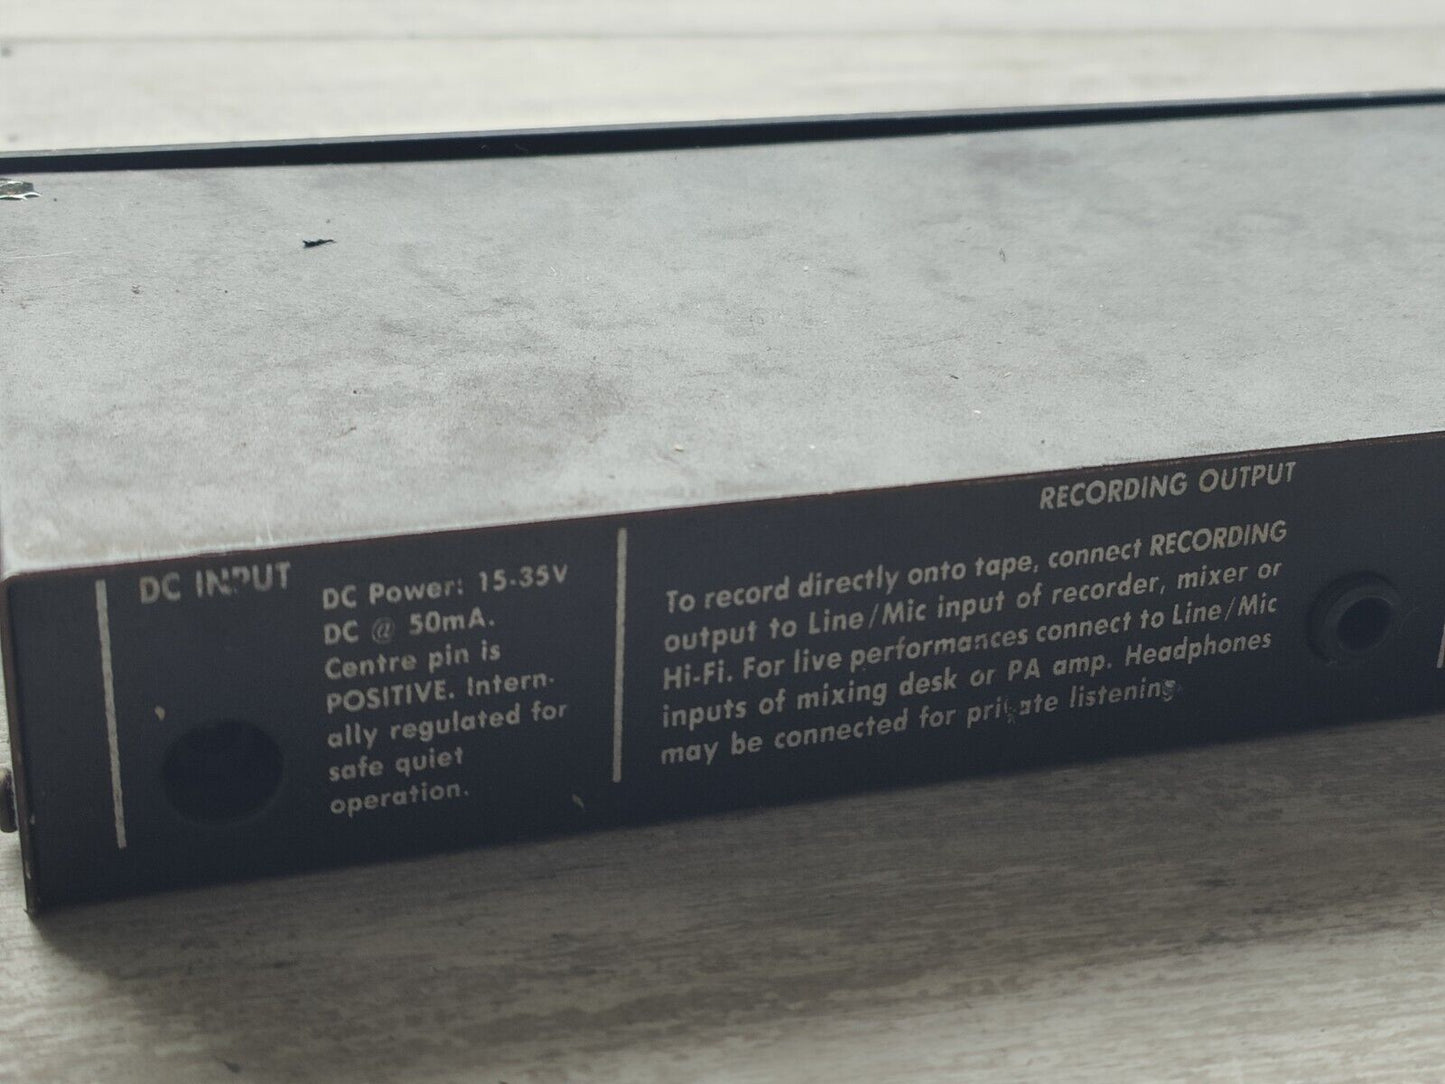 DC INPUT
DC Power: 15-35V
DC @ 50mA.
Centre pin is
POSITIVE. Intern-
ally regulated for
safe quiet
operation.
RECORDING OUTPUT
To record directly onto tape, connect RECORDING
output to Line/Mic input of recorder, mixer or
Hi-Fi. For live performances connect to Line/Mic
inputs of mixing desk or PA amp. Headphones
may be connected for private listening.